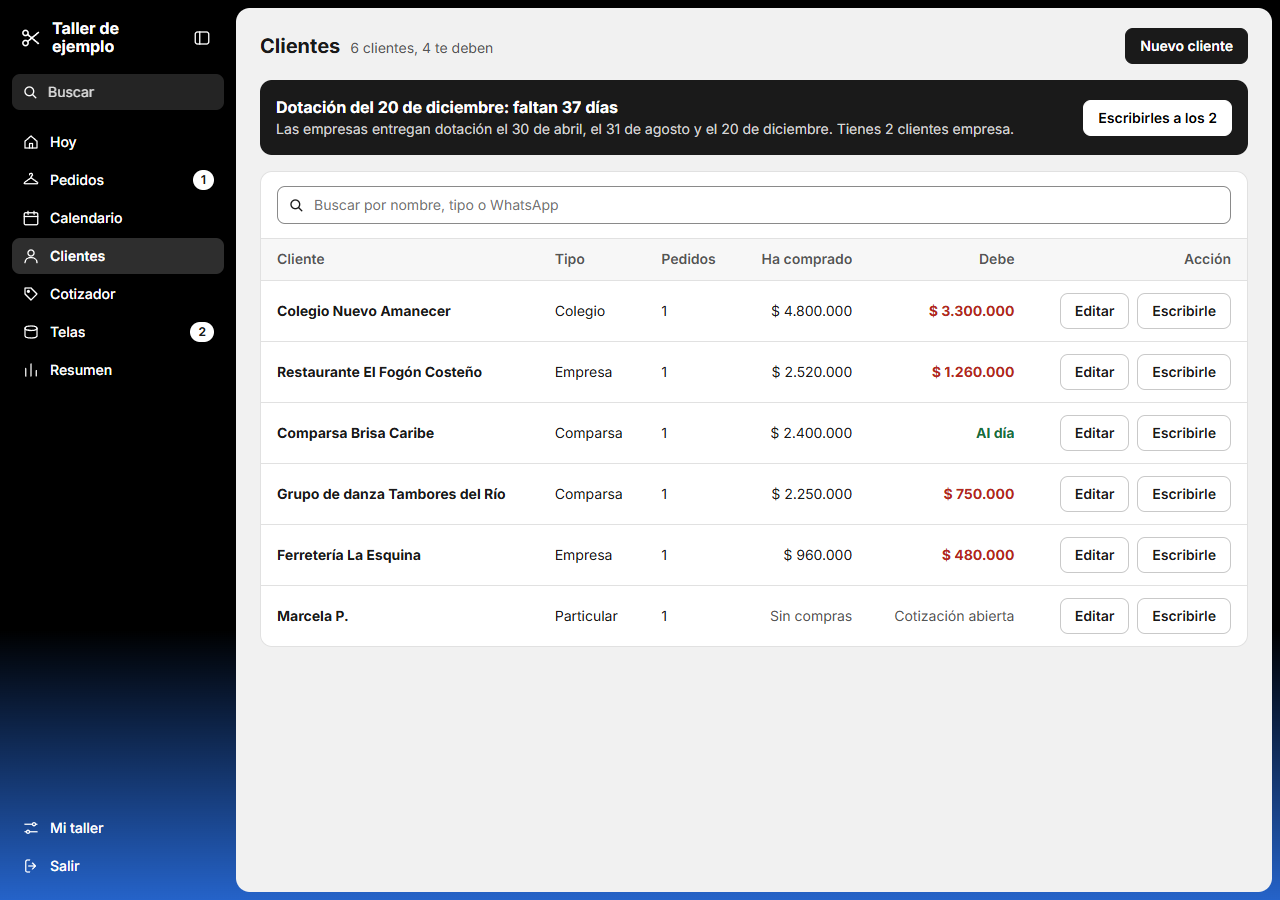 Taller de
ejemplo
Buscar
Hoy
Pedidos 1
Calendario
Clientes
Cotizador
Telas 2
Resumen
Mi taller
Salir
Clientes 6 clientes, 4 te deben
Nuevo cliente
Dotación del 20 de diciembre: faltan 37 días
Las empresas entregan dotación el 30 de abril, el 31 de agosto y el 20 de diciembre. Tienes 2 clientes empresa.
Escribirles a los 2
Buscar por nombre, tipo o WhatsApp
Cliente Tipo Pedidos Ha comprado Debe Acción
Colegio Nuevo Amanecer Colegio 1 $ 4.800.000 $ 3.300.000 Editar Escribirle
Restaurante El Fogón Costeño Empresa 1 $ 2.520.000 $ 1.260.000 Editar Escribirle
Comparsa Brisa Caribe Comparsa 1 $ 2.400.000 Al día Editar Escribirle
Grupo de danza Tambores del Río Comparsa 1 $ 2.250.000 $ 750.000 Editar Escribirle
Ferretería La Esquina Empresa 1 $ 960.000 $ 480.000 Editar Escribirle
Marcela P. Particular 1 Sin compras Cotización abierta Editar Escribirle